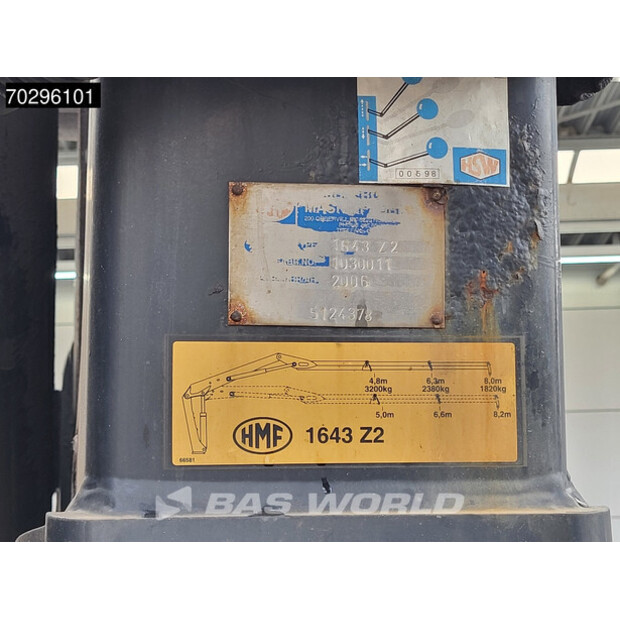 70296101
00598
HSW
1643 Z2
1030011
2006
5124378
4,8m 6,3m 8,0m
3200kg 2380kg 1820kg
5,0m 6,6m 8,2m
HMF 1643 Z2
BAS WORLD